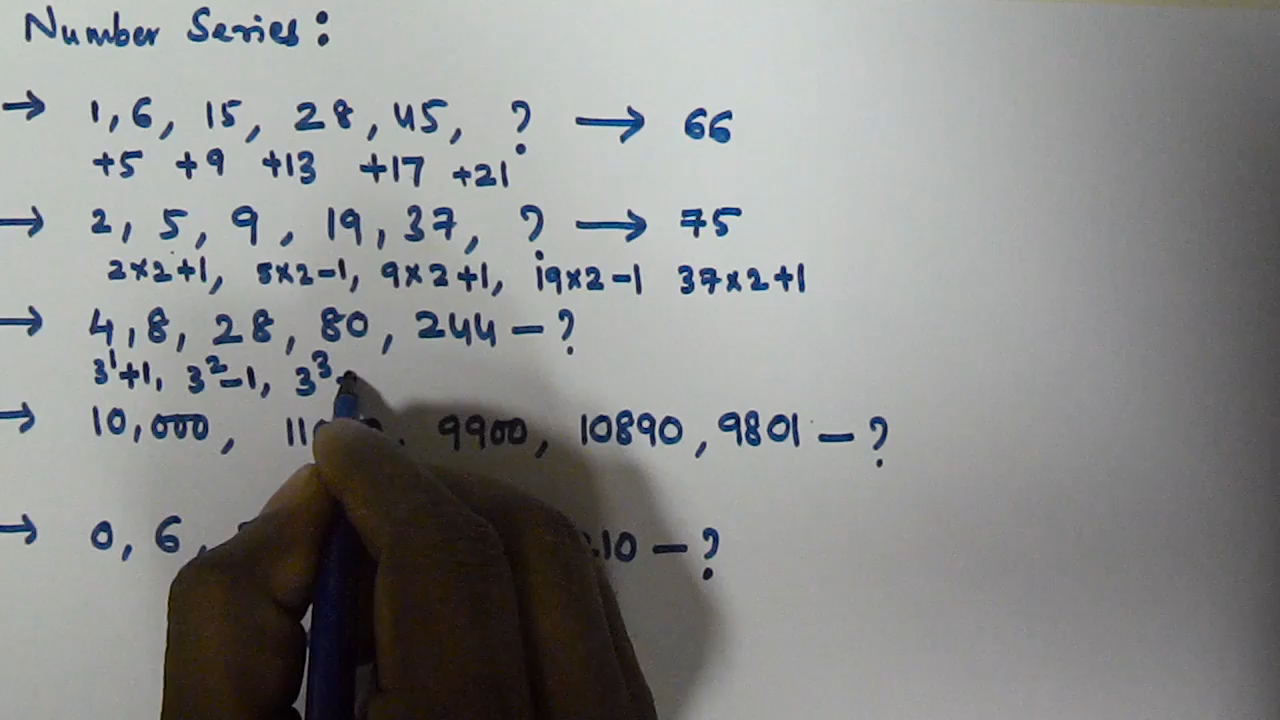 Number Series:
→ 1, 6, 15, 28, 45, ? → 66
+5 +9 +13 +17 +21
→ 2, 5, 9, 19, 37, ? → 75
2×2+1, 5×2-1, 9×2+1, 19×2-1 37×2+1
→ 4, 8, 28, 80, 244 - ?
3¹+1, 3²-1, 3³
→ 10,000, 9900, 10890, 9801 - ?
→ 0, 6, 10 - ?